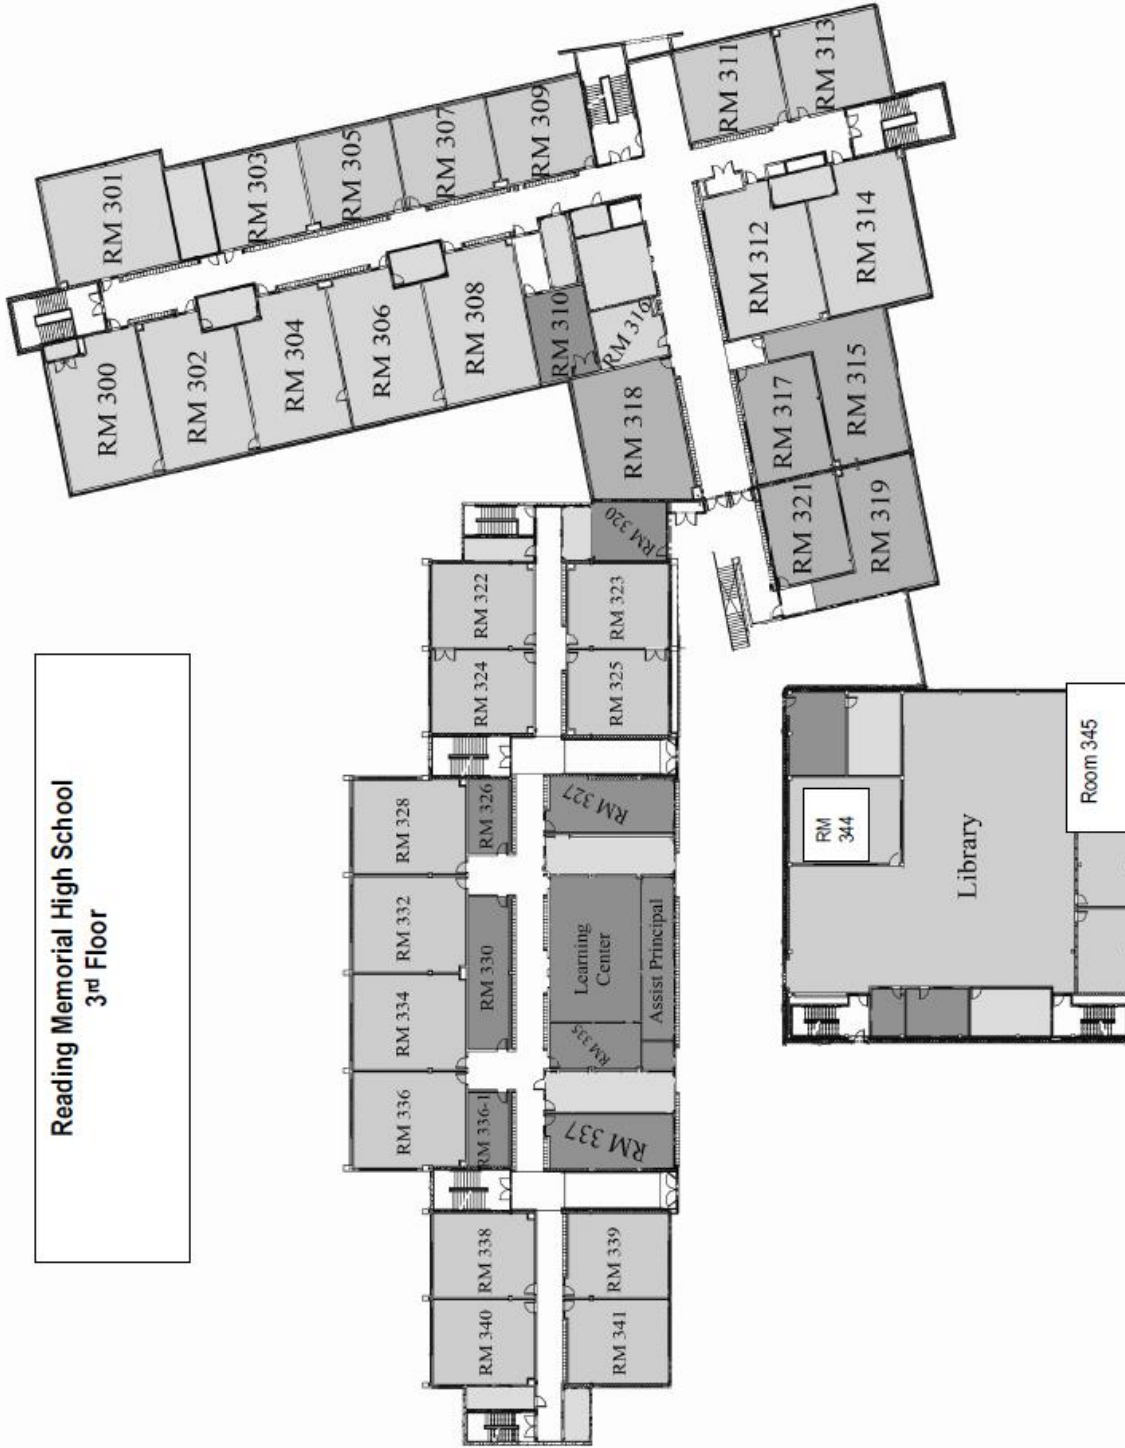 Reading Memorial High School
3rd Floor
RM 301
RM 303
RM 305
RM 307
RM 309
RM 311
RM 313
RM 300
RM 302
RM 304
RM 306
RM 308
RM 310
RM 316
RM 312
RM 314
RM 318
RM 317
RM 315
RM 320
RM 321
RM 319
RM 322
RM 323
RM 324
RM 325
RM 326
RM 327
RM 328
RM 332
RM 330
RM 334
Learning
Center
Assist Principal
RM 335
RM 336
RM 336-1
RM 337
RM 338
RM 339
RM 340
RM 341
RM
344
Library
Room 345